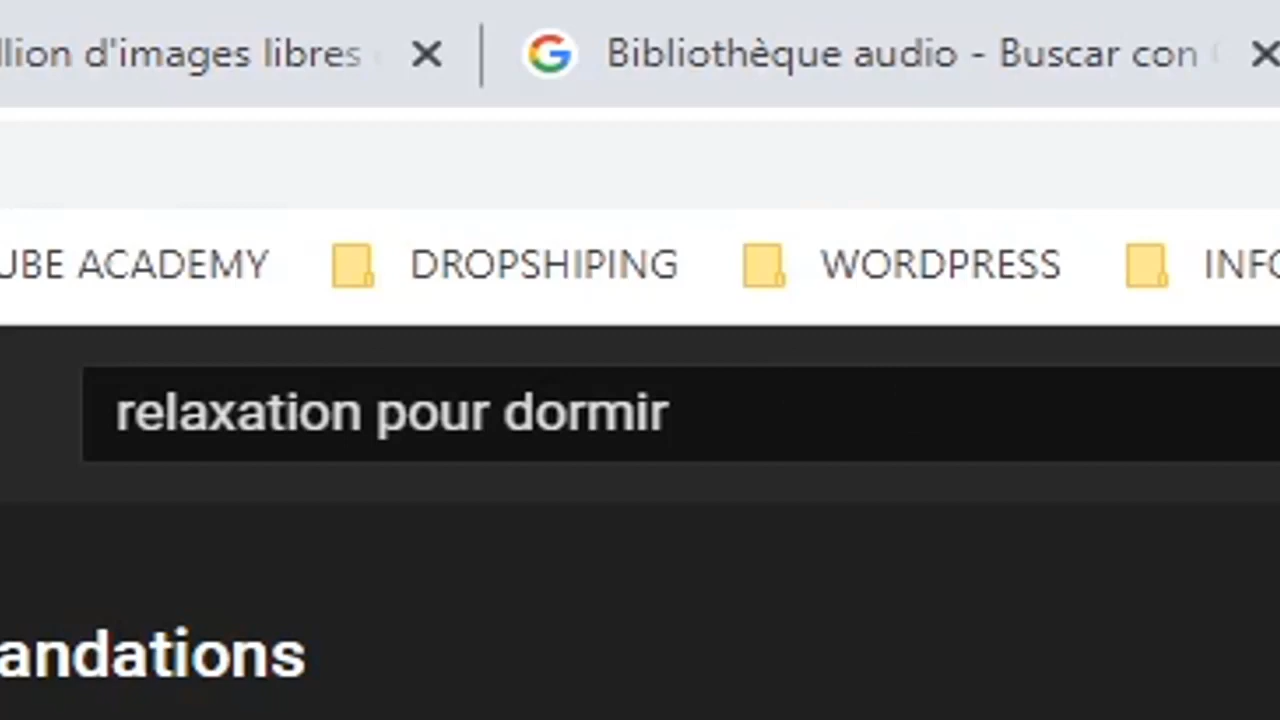 llion d'images libres
Bibliothèque audio - Buscar con
UBE ACADEMY
DROPSHIPING
WORDPRESS
INFO
relaxation pour dormir
andations